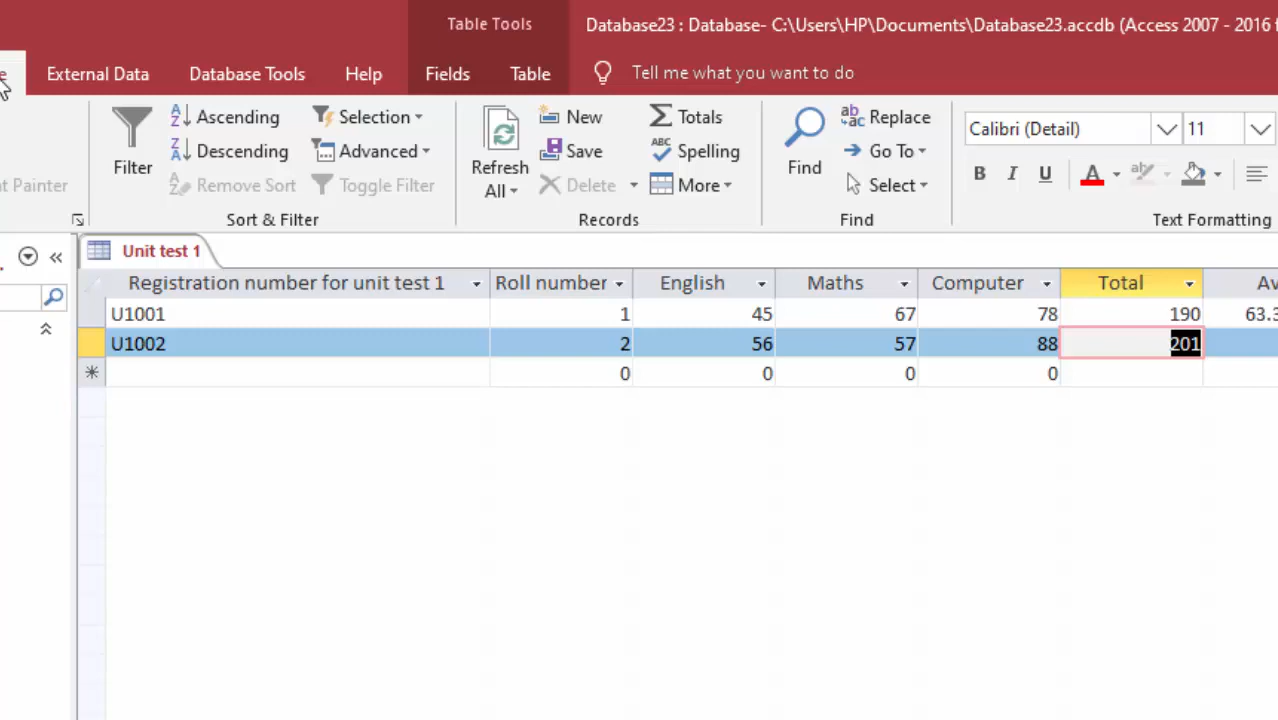 Table Tools
Database23 : Database- C:\Users\HP\Documents\Database23.accdb (Access 2007 - 2016 f
e External Data Database Tools Help Fields Table Tell me what you want to do
Filter
Ascending
Descending
Remove Sort
Selection
Advanced
Toggle Filter
Sort & Filter
Refresh
All
New
Save
Delete
Totals
Spelling
More
Records
Find
Replace
Go To
Select
Find
Calibri (Detail) 11
B I U A
Text Formatting
t Painter
Unit test 1
Registration number for unit test 1 Roll number English Maths Computer Total Av
U1001 1 45 67 78 190 63.3
U1002 2 56 57 88 201
0 0 0 0